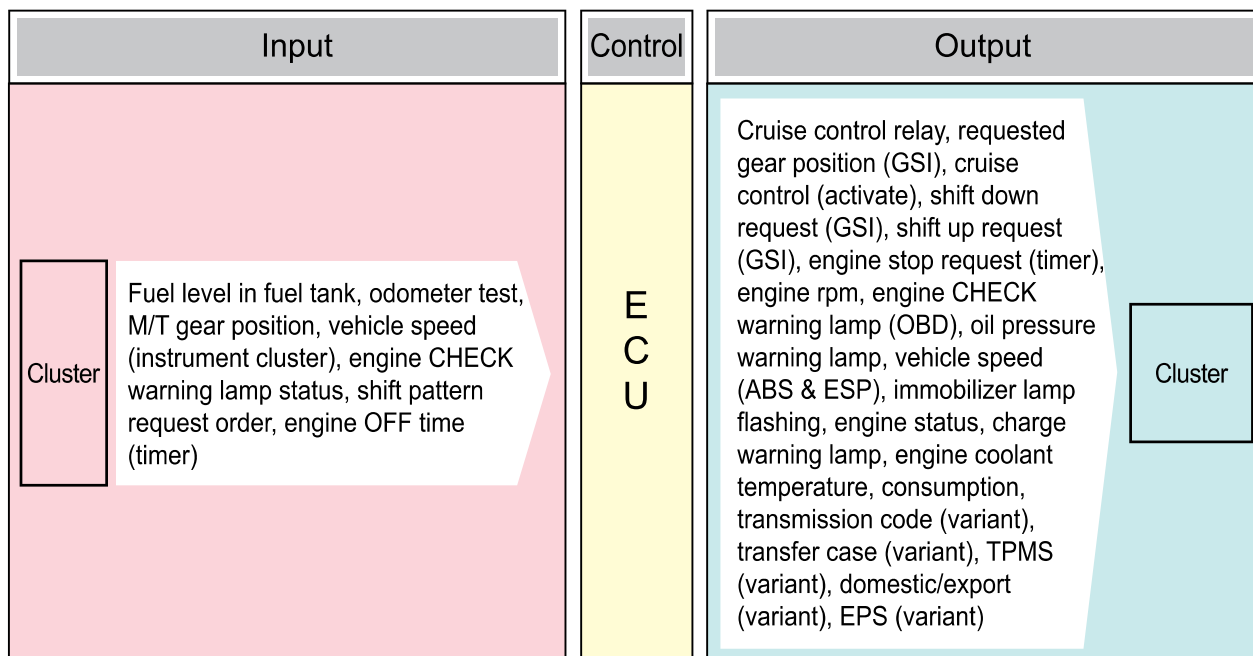 Input
Control
Output
Cluster
Fuel level in fuel tank, odometer test,
M/T gear position, vehicle speed
(instrument cluster), engine CHECK
warning lamp status, shift pattern
request order, engine OFF time
(timer)
E
C
U
Cruise control relay, requested
gear position (GSI), cruise
control (activate), shift down
request (GSI), shift up request
(GSI), engine stop request (timer),
engine rpm, engine CHECK
warning lamp (OBD), oil pressure
warning lamp, vehicle speed
(ABS & ESP), immobilizer lamp
flashing, engine status, charge
warning lamp, engine coolant
temperature, consumption,
transmission code (variant),
transfer case (variant), TPMS
(variant), domestic/export
(variant), EPS (variant)
Cluster